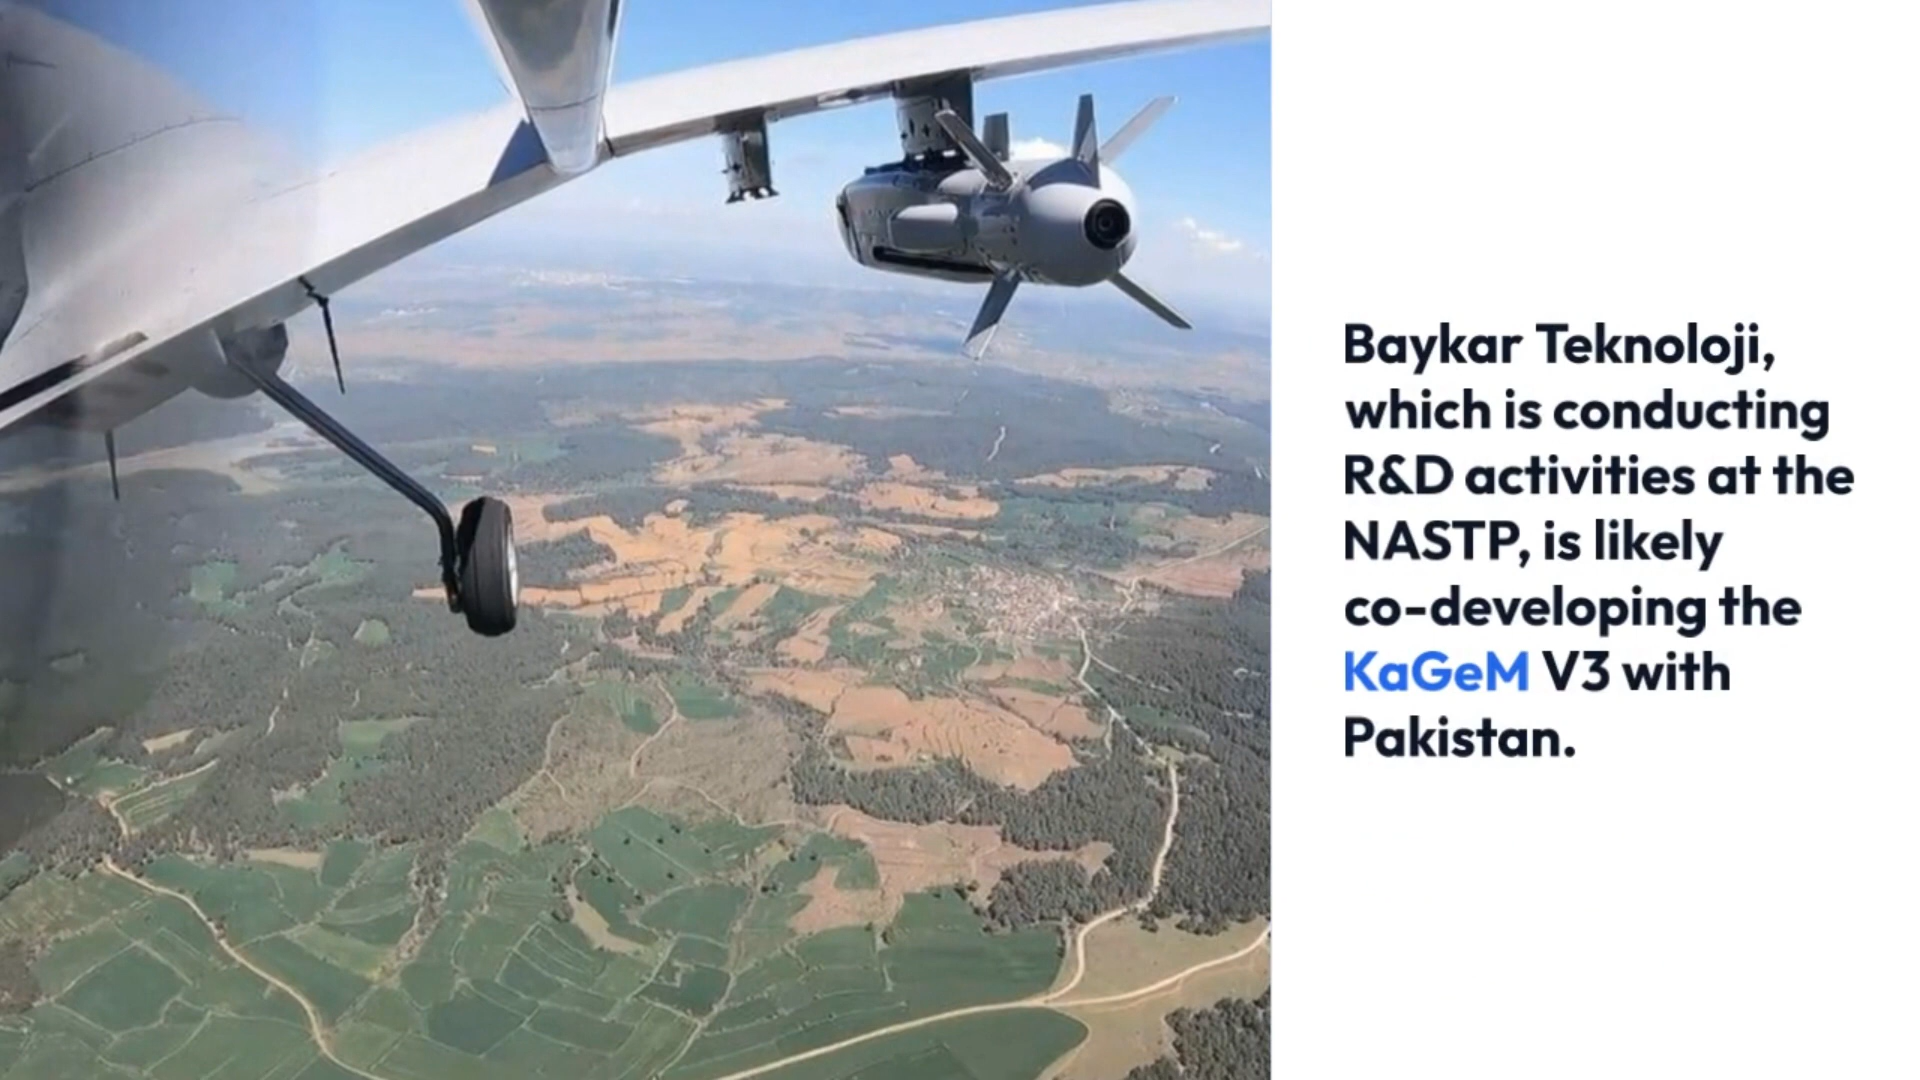 Baykar Teknoloji,
which is conducting
R&D activities at the
NASTP, is likely
co-developing the
KaGeM V3 with
Pakistan.